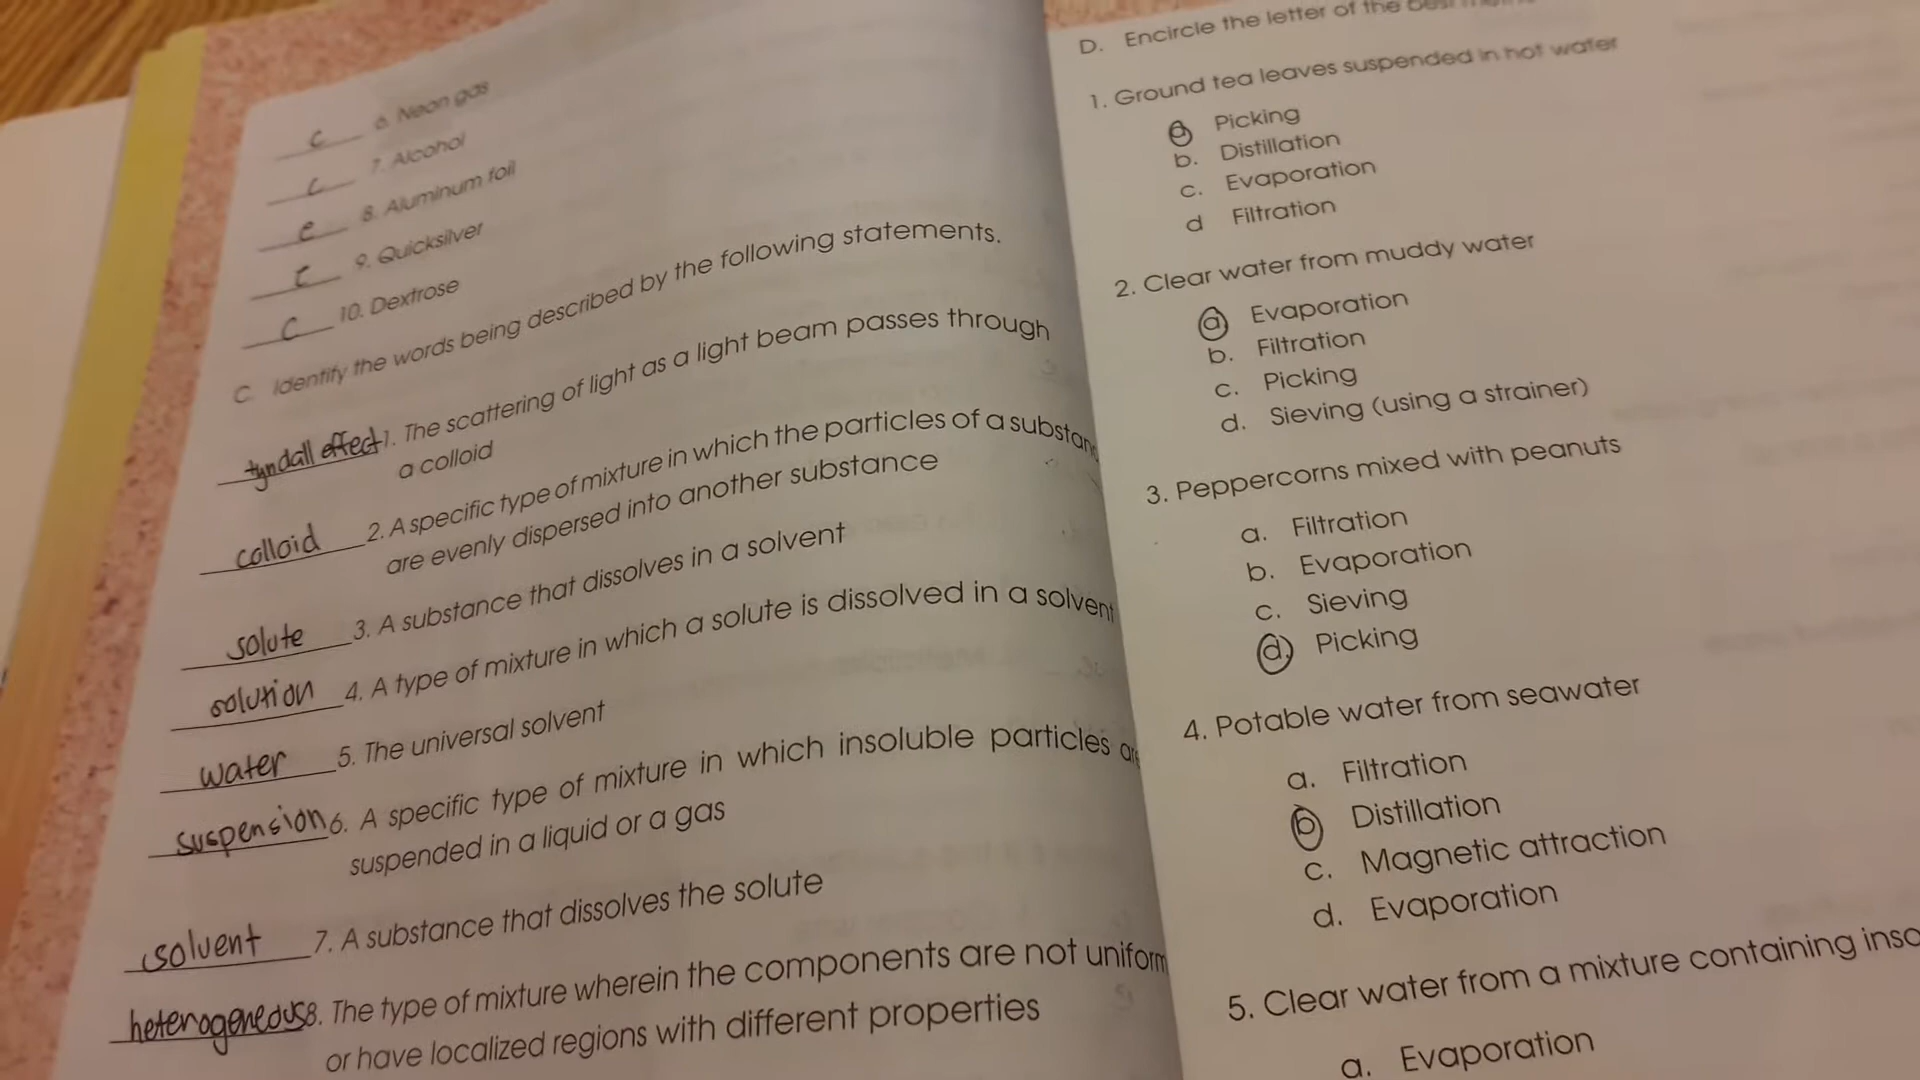 c 6. Neon gas
c 7. Alcohol
e 8. Aluminum foil
9. Quicksilver
C 10. Dextrose
C. Identify the words being described by the following statements.
tyndall effect 1. The scattering of light as a light beam passes through
a colloid
colloid 2. A specific type of mixture in which the particles of a
are evenly dispersed into another substance
solute 3. A substance that dissolves in a solvent
solution 4. A type of mixture in which a solute is dissolved in a solvent
water 5. The universal solvent
suspension 6. A specific type of mixture in which insoluble particles
suspended in a liquid or a gas
solvent 7. A substance that dissolves the solute
heterogeneous 8. The type of mixture wherein the components are not uniform
or have localized regions with different properties
D. Encircle the letter of the
1. Ground tea leaves suspended in hot water
a Picking
b. Distillation
c. Evaporation
d Filtration
2. Clear water from muddy water
a Evaporation
b. Filtration
c. Picking
d. Sieving (using a strainer)
3. Peppercorns mixed with peanuts
a. Filtration
b. Evaporation
c. Sieving
d. Picking
4. Potable water from seawater
a. Filtration
b Distillation
c. Magnetic attraction
d. Evaporation
5. Clear water from a mixture containing
a. Evaporation